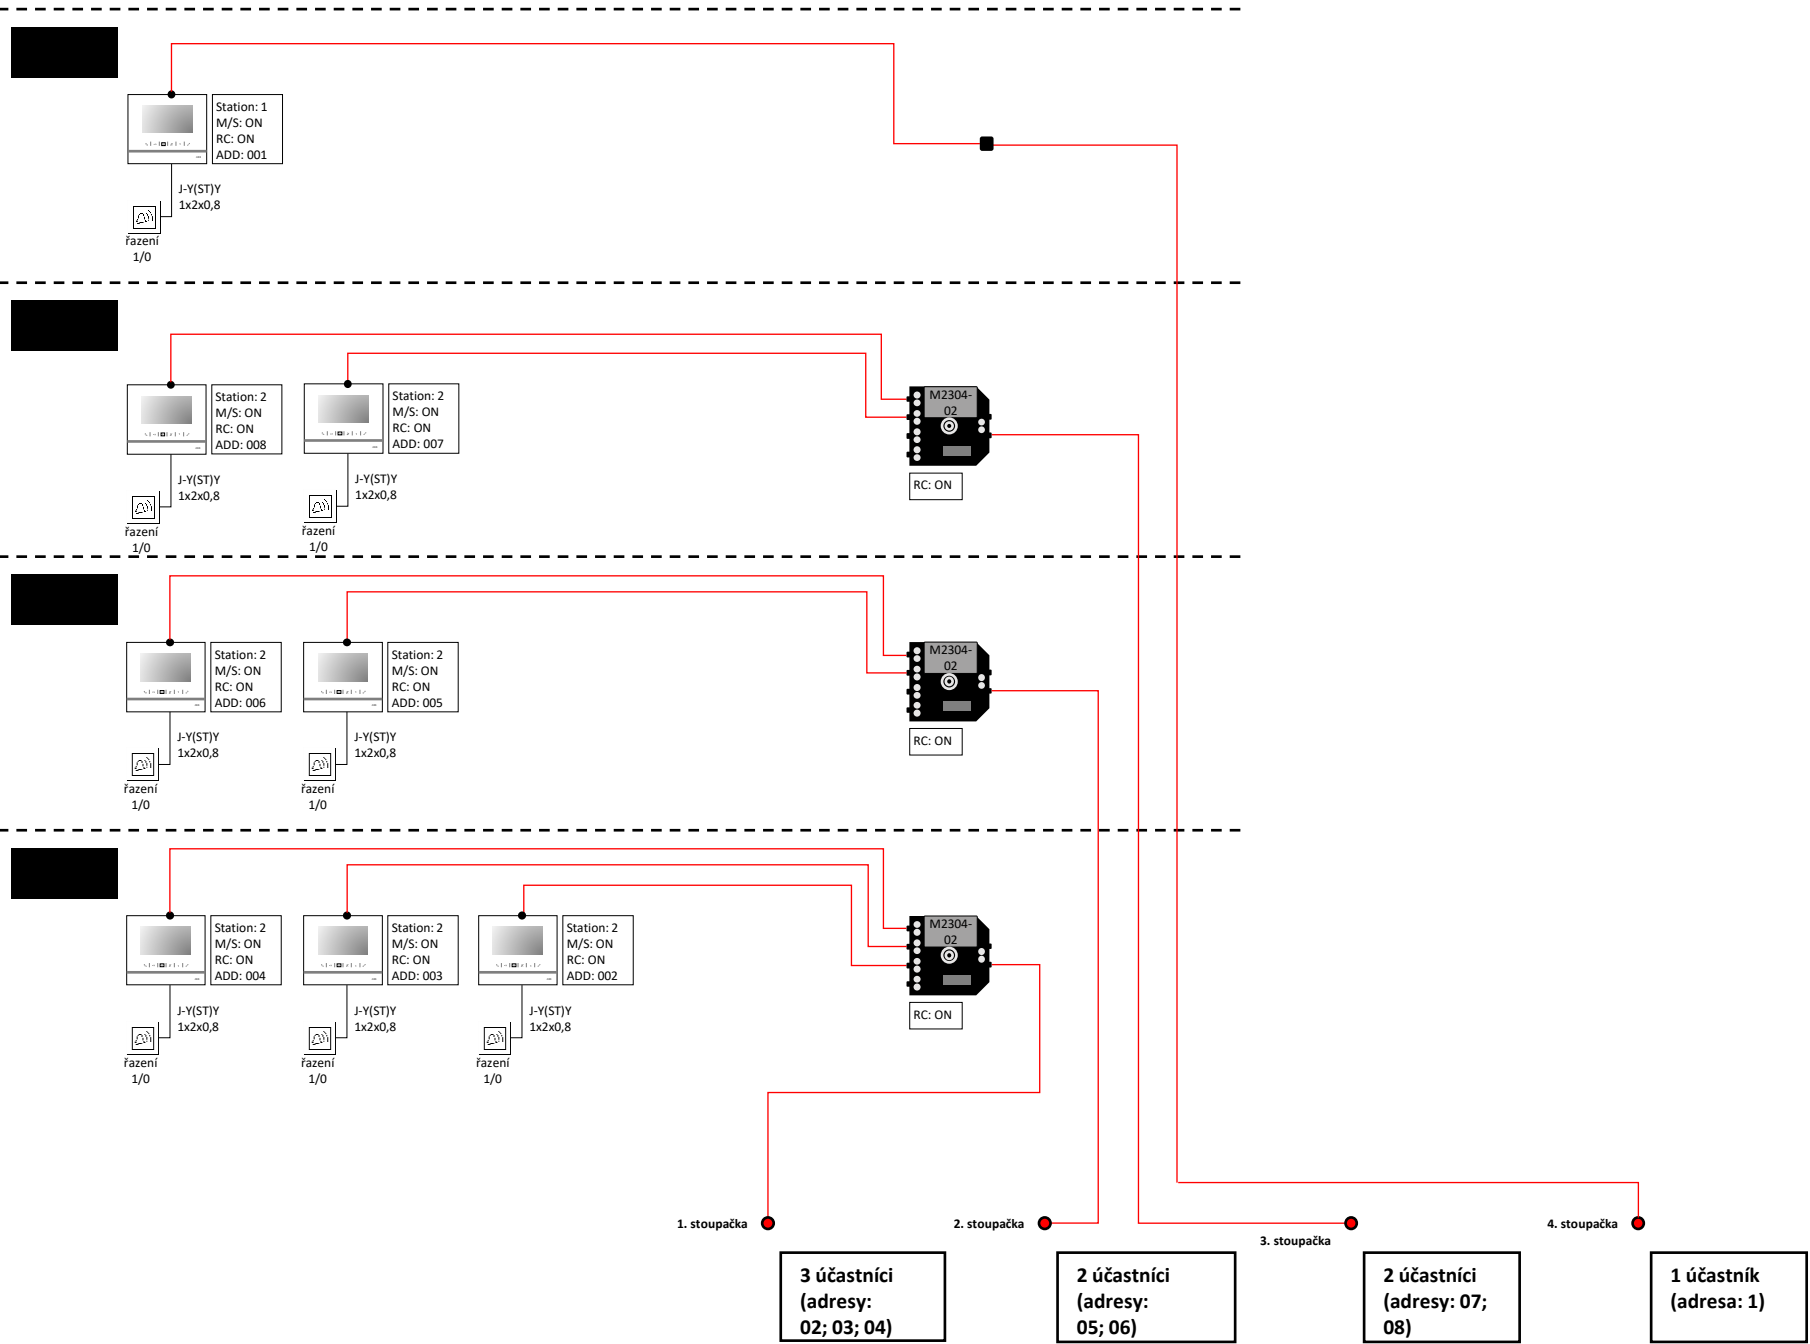 Station: 1
M/S: ON
RC: ON
ADD: 001
J-Y(ST)Y
1x2x0,8
řazení
1/0
Station: 2
M/S: ON
RC: ON
ADD: 008
J-Y(ST)Y
1x2x0,8
řazení
1/0
Station: 2
M/S: ON
RC: ON
ADD: 007
J-Y(ST)Y
1x2x0,8
řazení
1/0
M2304-
02
RC: ON
Station: 2
M/S: ON
RC: ON
ADD: 006
J-Y(ST)Y
1x2x0,8
řazení
1/0
Station: 2
M/S: ON
RC: ON
ADD: 005
J-Y(ST)Y
1x2x0,8
řazení
1/0
M2304-
02
RC: ON
Station: 2
M/S: ON
RC: ON
ADD: 004
J-Y(ST)Y
1x2x0,8
řazení
1/0
Station: 2
M/S: ON
RC: ON
ADD: 003
J-Y(ST)Y
1x2x0,8
řazení
1/0
Station: 2
M/S: ON
RC: ON
ADD: 002
J-Y(ST)Y
1x2x0,8
řazení
1/0
M2304-
02
RC: ON
1. stoupačka
2. stoupačka
3. stoupačka
4. stoupačka
3 účastníci
(adresy:
02; 03; 04)
2 účastníci
(adresy:
05; 06)
2 účastníci
(adresy: 07;
08)
1 účastník
(adresa: 1)